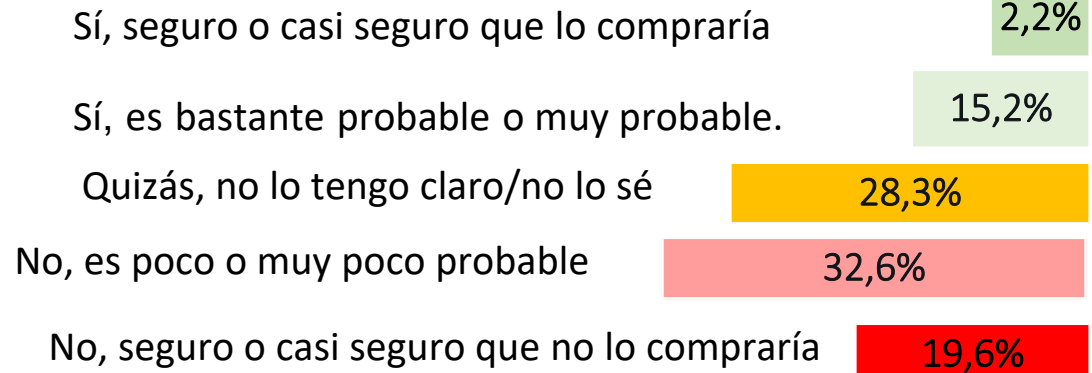 Sí, seguro o casi seguro que lo compraría 2,2%
Sí, es bastante probable o muy probable. 15,2%
Quizás, no lo tengo claro/no lo sé 28,3%
No, es poco o muy poco probable 32,6%
No, seguro o casi seguro que no lo compraría 19,6%